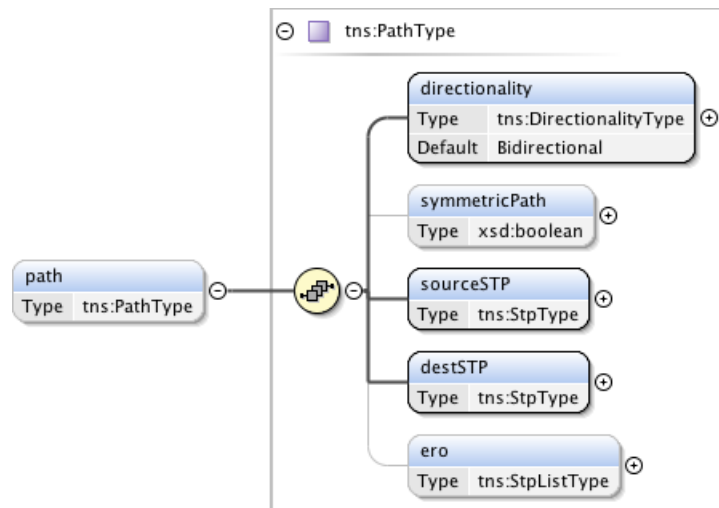 tns:PathType
directionality
Type tns:DirectionalityType
Default Bidirectional
symmetricPath
Type xsd:boolean
path
Type tns:PathType
sourceSTP
Type tns:StpType
destSTP
Type tns:StpType
ero
Type tns:StpListType